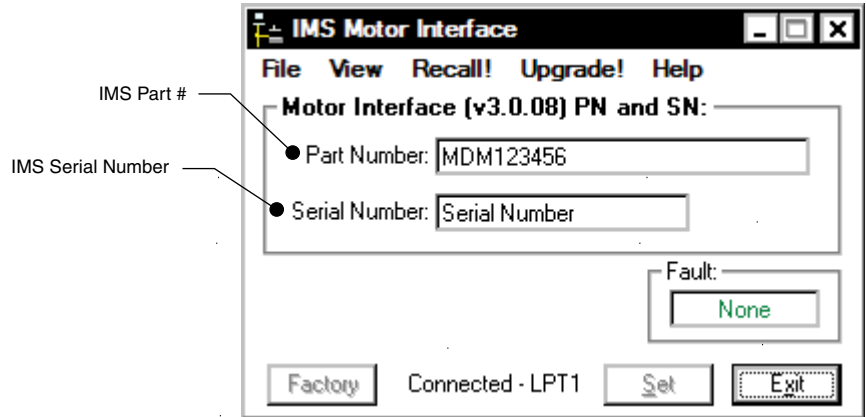 IMS Motor Interface
File View Recall! Upgrade! Help
IMS Part #
Motor Interface (v3.0.08) PN and SN:
Part Number: MDM123456
IMS Serial Number
Serial Number: Serial Number
Fault:
None
Factory Connected - LPT1 Set Exit